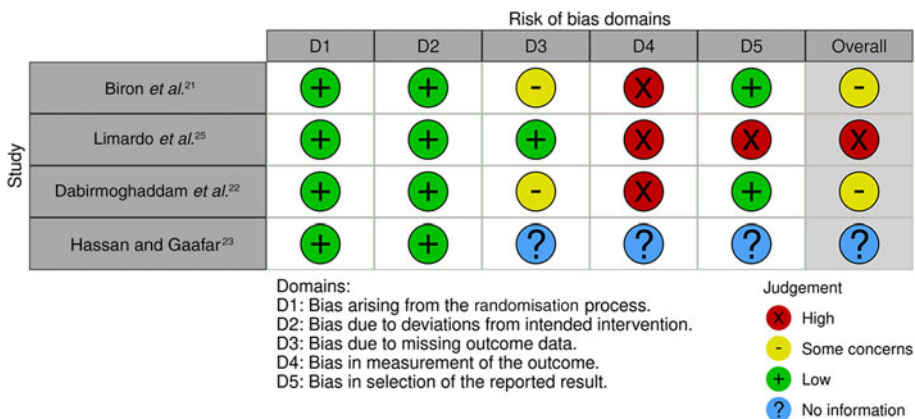 Risk of bias domains
D1 D2 D3 D4 D5 Overall
Study
Biron et al.21 + + - X + -
Limardo et al.25 + + + X X X
Dabirmoghaddam et al.22 + + - X + -
Hassan and Gaafar23 + + ? ? ? ?
Domains:
D1: Bias arising from the randomisation process.
D2: Bias due to deviations from intended intervention.
D3: Bias due to missing outcome data.
D4: Bias in measurement of the outcome.
D5: Bias in selection of the reported result.
Judgement
X High
- Some concerns
+ Low
? No information